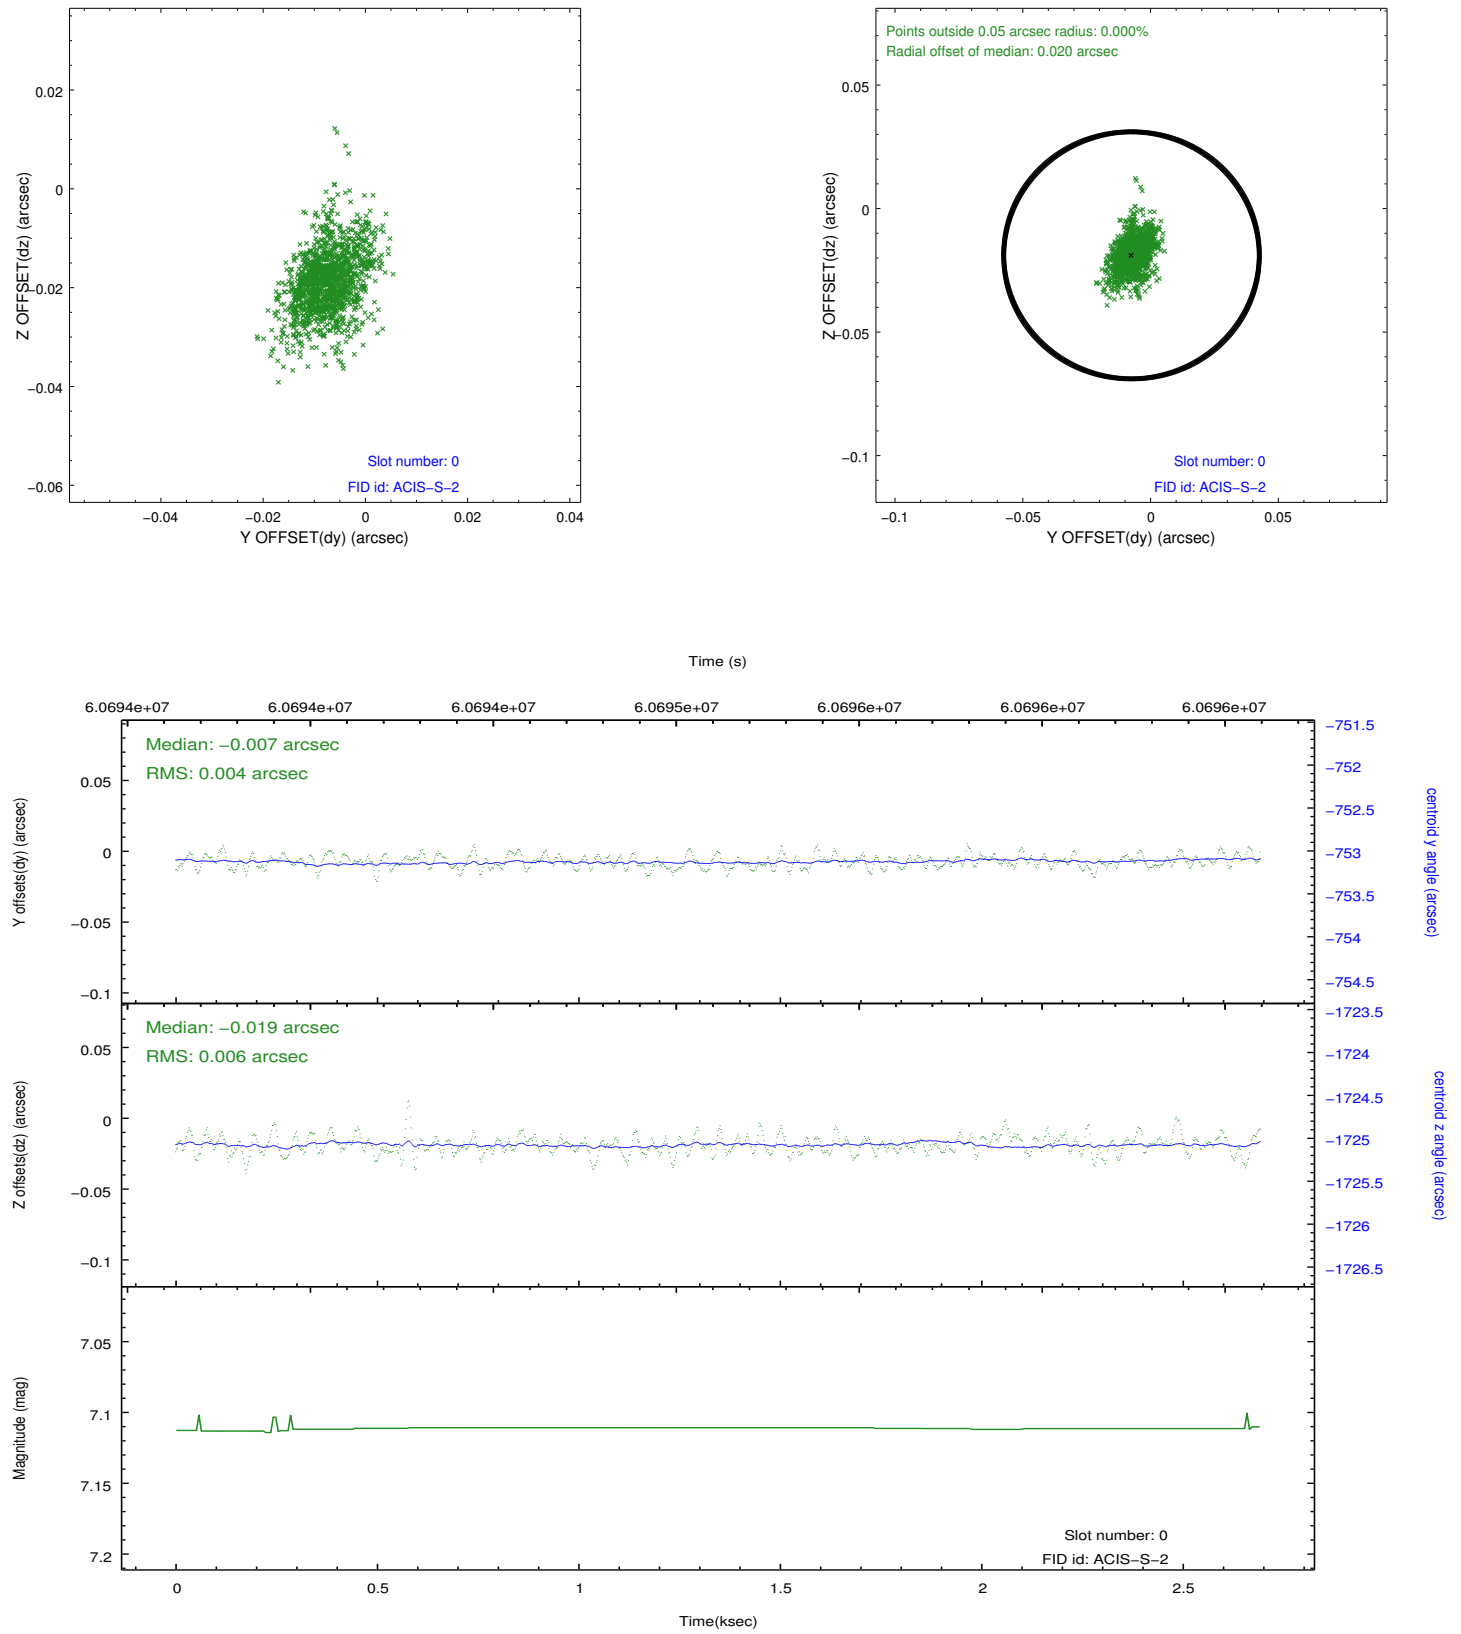 0.02
0
−0.02
−0.04
−0.06
Z OFFSET(dz) (arcsec)
Slot number: 0
FID id: ACIS−S−2
−0.04
−0.02
0
0.02
0.04
Y OFFSET(dy) (arcsec)
Points outside 0.05 arcsec radius: 0.000%
Radial offset of median: 0.020 arcsec
0.05
0
−0.05
−0.1
Z OFFSET(dz) (arcsec)
Slot number: 0
FID id: ACIS−S−2
−0.1
−0.05
0
0.05
Y OFFSET(dy) (arcsec)
Time (s)
6.0694e+07
6.0694e+07
6.0694e+07
6.0695e+07
6.0696e+07
6.0696e+07
6.0696e+07
Median: −0.007 arcsec
RMS: 0.004 arcsec
0.05
0
−0.05
−0.1
Y offsets(dy) (arcsec)
−751.5
−752
−752.5
−753
−753.5
−754
−754.5
centroid y angle (arcsec)
Median: −0.019 arcsec
RMS: 0.006 arcsec
0.05
0
−0.05
−0.1
Z offsets(dz) (arcsec)
−1723.5
−1724
−1724.5
−1725
−1725.5
−1726
−1726.5
centroid z angle (arcsec)
7.05
7.1
7.15
7.2
Magnitude (mag)
Slot number: 0
FID id: ACIS−S−2
0
0.5
1
1.5
2
2.5
Time(ksec)